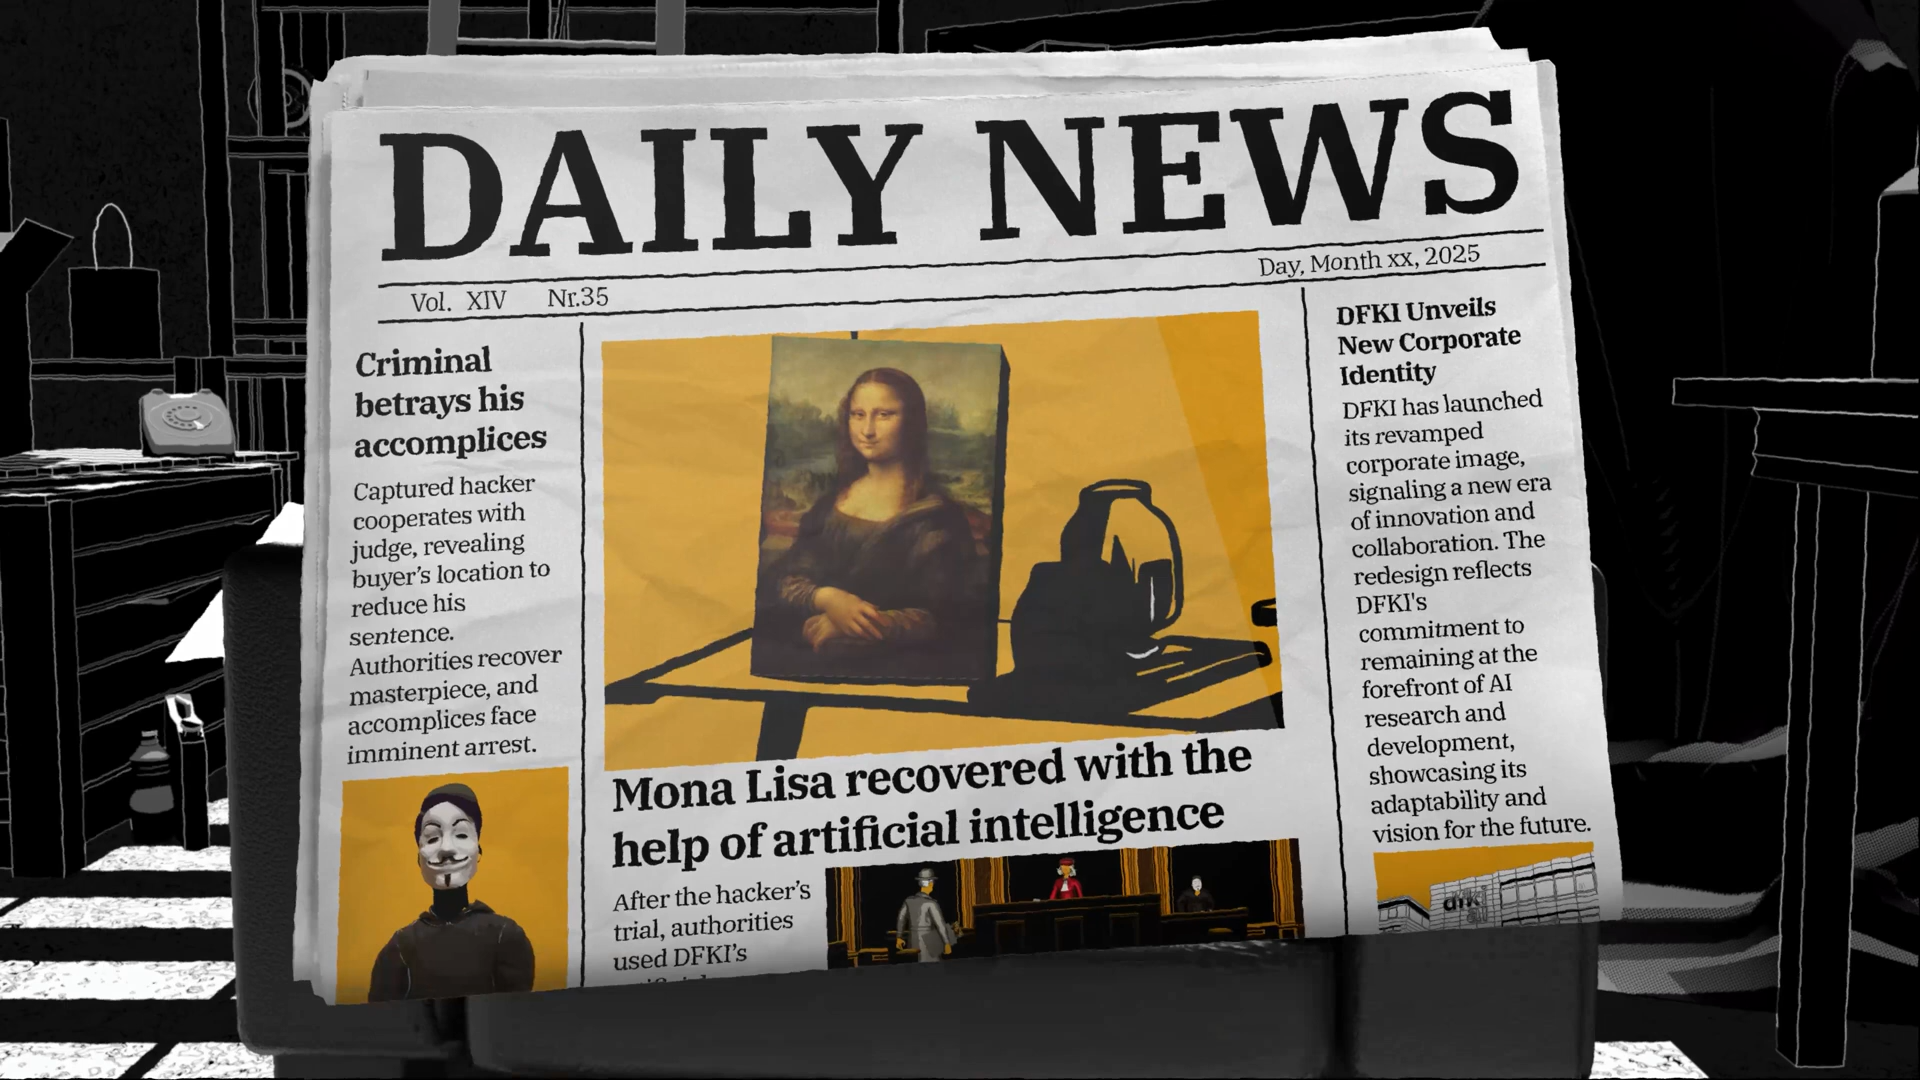 DAILY NEWS
Vol. XIV Nr.35
Day, Month xx, 2025
Criminal
betrays his
accomplices
Captured hacker
cooperates with
judge, revealing
buyer's location to
reduce his
sentence.
Authorities recover
masterpiece, and
accomplices face
imminent arrest.
Mona Lisa recovered with the
help of artificial intelligence
After the hacker's
trial, authorities
used DFKI's
DFKI Unveils
New Corporate
Identity
DFKI has launched
its revamped
corporate image,
signaling a new era
of innovation and
collaboration. The
redesign reflects
DFKI's
commitment to
remaining at the
forefront of AI
research and
development,
showcasing its
adaptability and
vision for the future.
dfki
ai